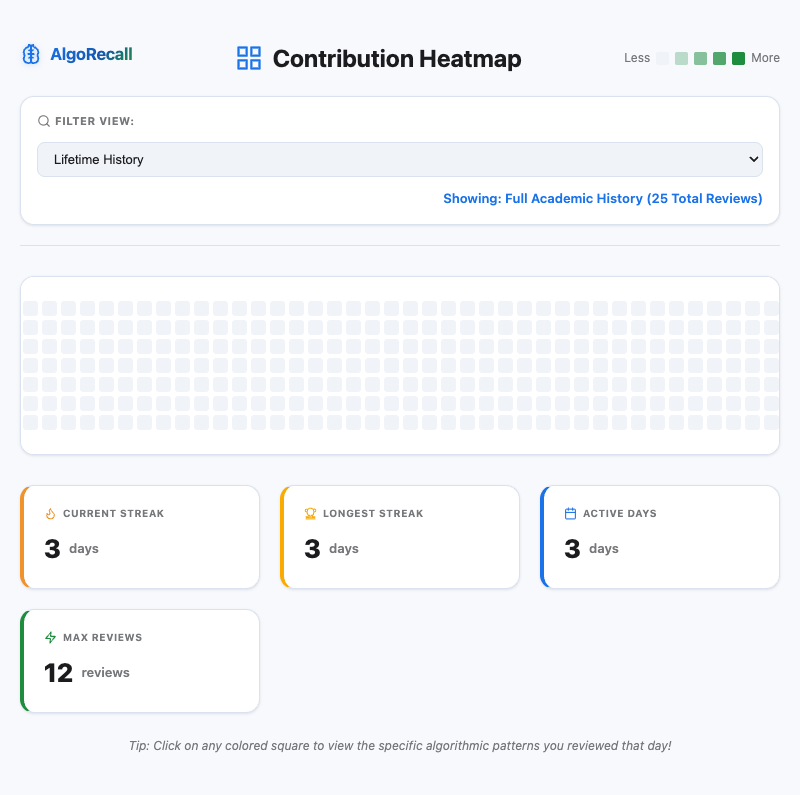 AlgoRecall
Contribution Heatmap
Less
More
FILTER VIEW:
Lifetime History
Showing: Full Academic History (25 Total Reviews)
CURRENT STREAK
3 days
LONGEST STREAK
3 days
ACTIVE DAYS
3 days
MAX REVIEWS
12 reviews
Tip: Click on any colored square to view the specific algorithmic patterns you reviewed that day!